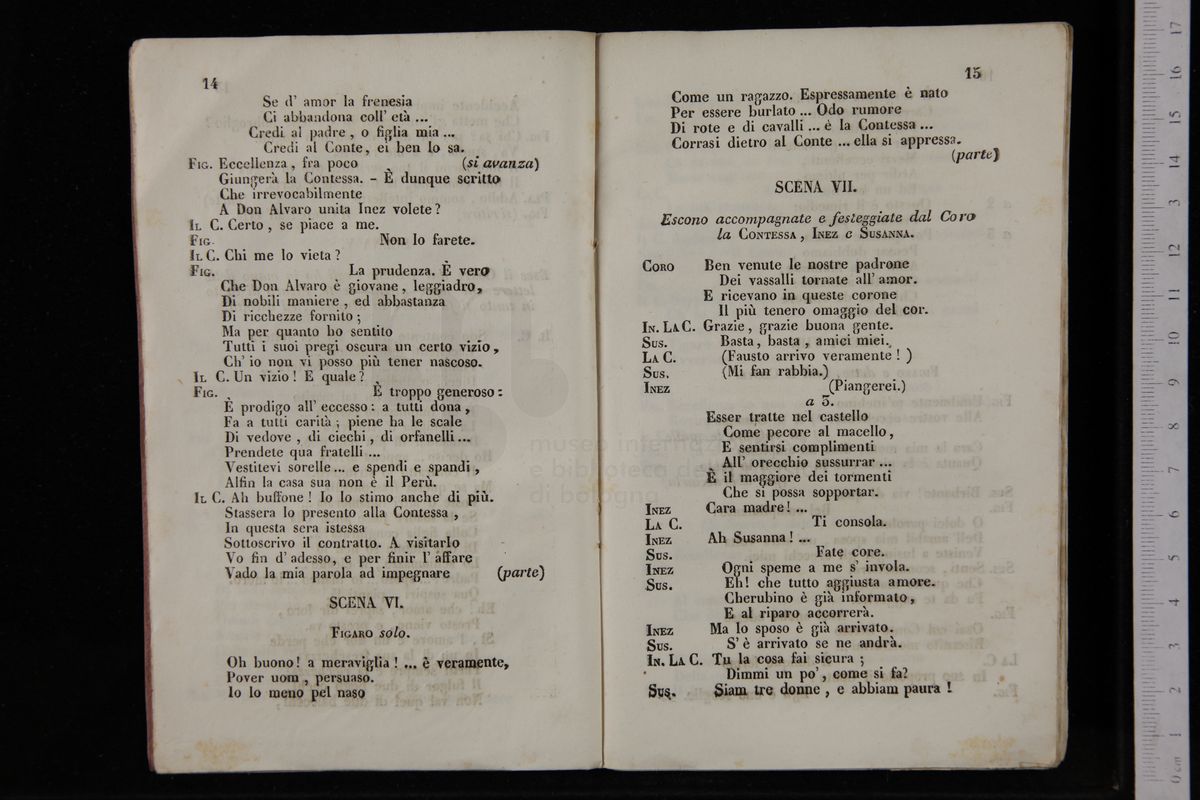 14
Se d' amor la frenesia
Ci abbandona coll' età ...
Credi al padre , o figlia mia ...
Credi al Conte, ei ben lo sa.
FIG. Eccellenza , fra poco (si avanza)
Giungerà la Contessa. - È dunque scritto
Che irrevocabilmente
A Don Alvaro unita Inez volete ?
IL C. Certo , se piace a me.
FIG. Non lo farete.
IL C. Chi me lo vieta ?
FIG. La prudenza. È vero
Che Don Alvaro è giovane , leggiadro,
Di nobili maniere , ed abbastanza
Di ricchezze fornito ;
Ma per quanto ho sentito
Tutti i suoi pregi oscura un certo vizio,
Ch' io non vi posso più tener nascoso.
IL C. Un vizio ! E quale ?
FIG. È troppo generoso :
È prodigo all' eccesso : a tutti dona ,
Fa a tutti carità ; piene ha le scale
Di vedove , di ciechi , di orfanelli ...
Prendete qua fratelli ...
Vestitevi sorelle ... e spendi e spandi ,
Alfin la casa sua non è il Perù.
IL C. Ah buffone ! Io lo stimo anche di più.
Stassera lo presento alla Contessa ,
In questa sera istessa
Sottoscrivo il contratto. A visitarlo
Vo fin d' adesso, e per finir l' affare
Vado la mia parola ad impegnare (parte)
SCENA VI.
FIGARO solo.
Oh buono ! a meraviglia ! ... è veramente,
Pover uom , persuaso.
Io lo meno pel naso
15
Come un ragazzo. Espressamente è nato
Per essere burlato ... Odo rumore
Di rote e di cavalli ... è la Contessa ...
Corrasi dietro al Conte ... ella si appressa.
(parte)
SCENA VII.
Escono accompagnate e festeggiate dal Coro
la CONTESSA , INEZ e SUSANNA.
CORO Ben venute le nostre padrone
Dei vassalli tornate all' amor.
E ricevano in queste corone
Il più tenero omaggio del cor.
IN. LA C. Grazie , grazie buona gente.
SUS. Basta , basta , amici miei.
LA C. (Fausto arrivo veramente ! )
SUS. (Mi fan rabbia.)
INEZ (Piangerei.)
a 3.
Esser tratte nel castello
Come pecore al macello ,
E sentirsi complimenti
All' orecchio sussurrar ...
È il maggiore dei tormenti
Che si possa sopportar.
INEZ Cara madre ! ...
LA C. Ti consola.
INEZ Ah Susanna ! ...
SUS. Fate core.
INEZ Ogni speme a me s' invola.
SUS. Eh! che tutto aggiusta amore.
Cherubino è già informato ,
E al riparo accorrerà.
INEZ Ma lo sposo è già arrivato.
SUS. S' è arrivato se ne andrà.
IN. LA C. Tu la cosa fai sicura ;
Dimmi un po' , come si fa?
SUS. Siam tre donne , e abbiam paura !